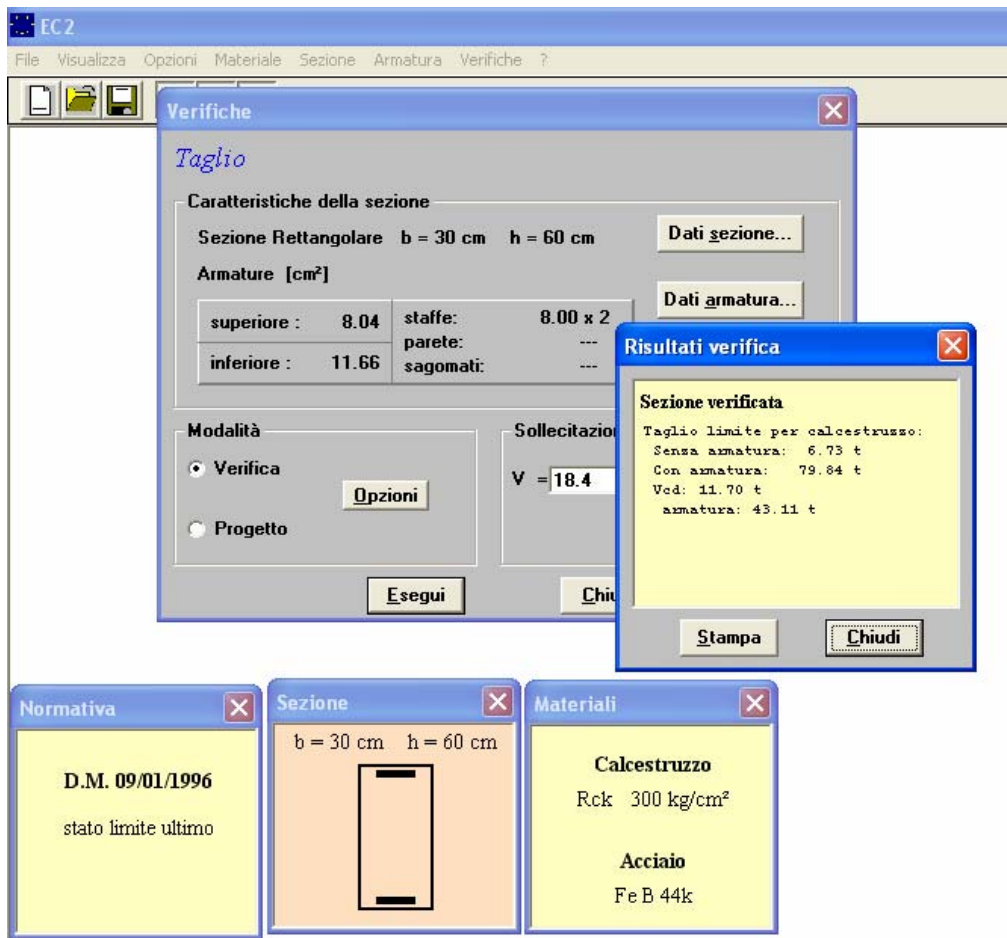 EC2
File Visualizza Opzioni Materiale Sezione Armatura Verifiche ?
Verifiche
Taglio
Caratteristiche della sezione
Sezione Rettangolare b = 30 cm h = 60 cm
Dati sezione...
Armature [cm²]
Dati armatura...
superiore : 8.04
inferiore : 11.66
staffe: 8.00 x 2
parete: ---
sagomati: ---
Modalità
Verifica
Opzioni
Progetto
Sollecitazio
V = 18.4
Esegui
Chiu
Risultati verifica
Sezione verificata
Taglio limite per calcestruzzo:
Senza armatura: 6.73 t
Con armatura: 79.84 t
Vcd: 11.70 t
armatura: 43.11 t
Stampa
Chiudi
Normativa
D.M. 09/01/1996
stato limite ultimo
Sezione
b = 30 cm h = 60 cm
Materiali
Calcestruzzo
Rck 300 kg/cm²
Acciaio
Fe B 44k